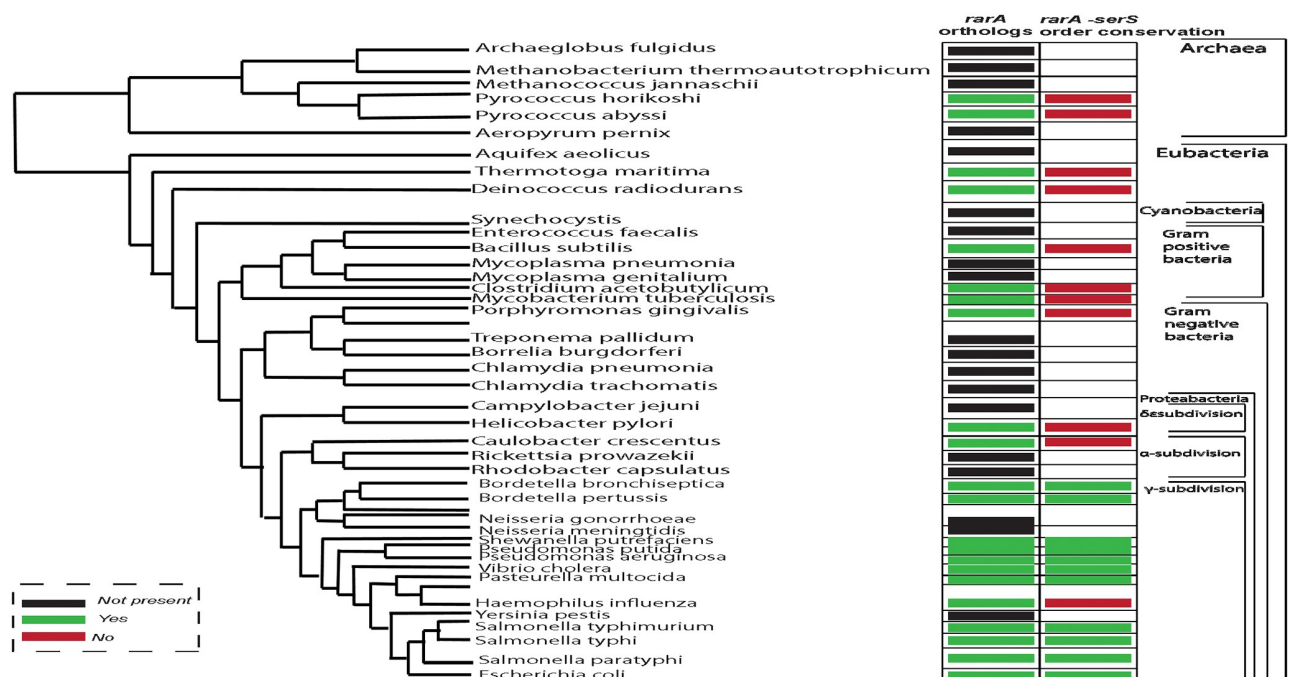 rarA rarA -serS
orthologs order conservation
Archaeglobus fulgidus
Archaea
Methanobacterium thermoautotrophicum
Methanococcus jannaschii
Pyrococcus horikoshi
Pyrococcus abyssi
Aeropyrum pernix
Aquifex aeolicus
Eubacteria
Thermotoga maritima
Deinococcus radiodurans
Cyanobacteria
Synechocystis
Enterococcus faecalis
Gram
positive
bacteria
Bacillus subtilis
Mycoplasma pneumonia
Mycoplasma genitalium
Clostridium acetobutylicum
Mycobacterium tuberculosis
Porphyromonas gingivalis
Gram
negative
bacteria
Treponema pallidum
Borrelia burgdorferi
Chlamydia pneumonia
Chlamydia trachomatis
Proteabacteria
Campylobacter jejuni
δεsubdivision
Helicobacter pylori
Caulobacter crescentus
α-subdivision
Rickettsia prowazekii
Rhodobacter capsulatus
Bordetella bronchiseptica
γ-subdivision
Bordetella pertussis
Neisseria gonorrhoeae
Neisseria meningtidis
Shewanella putrefaciens
Pseudomonas putida
Pseudomonas aeruginosa
Vibrio cholera
Pasteurella multocida
Haemophilus influenza
Yersinia pestis
Salmonella typhimurium
Salmonella typhi
Salmonella paratyphi
Escherichia coli
Not present
Yes
No